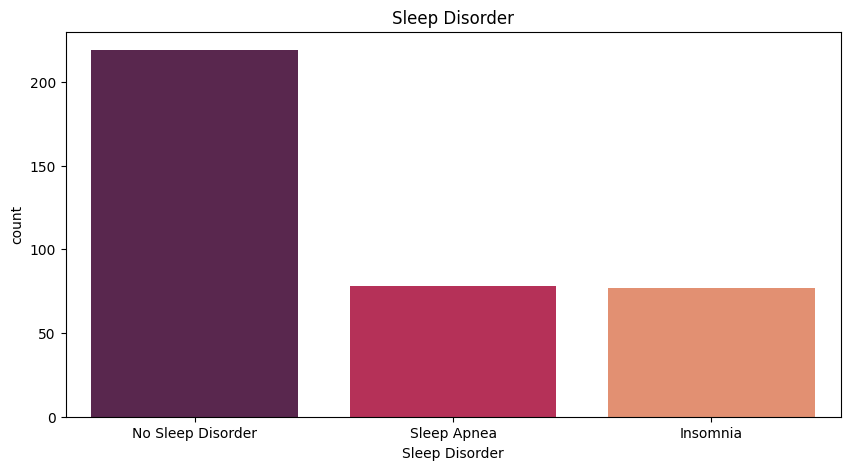 Sleep Disorder
200
150
100
50
0
count
No Sleep Disorder
Sleep Apnea
Insomnia
Sleep Disorder